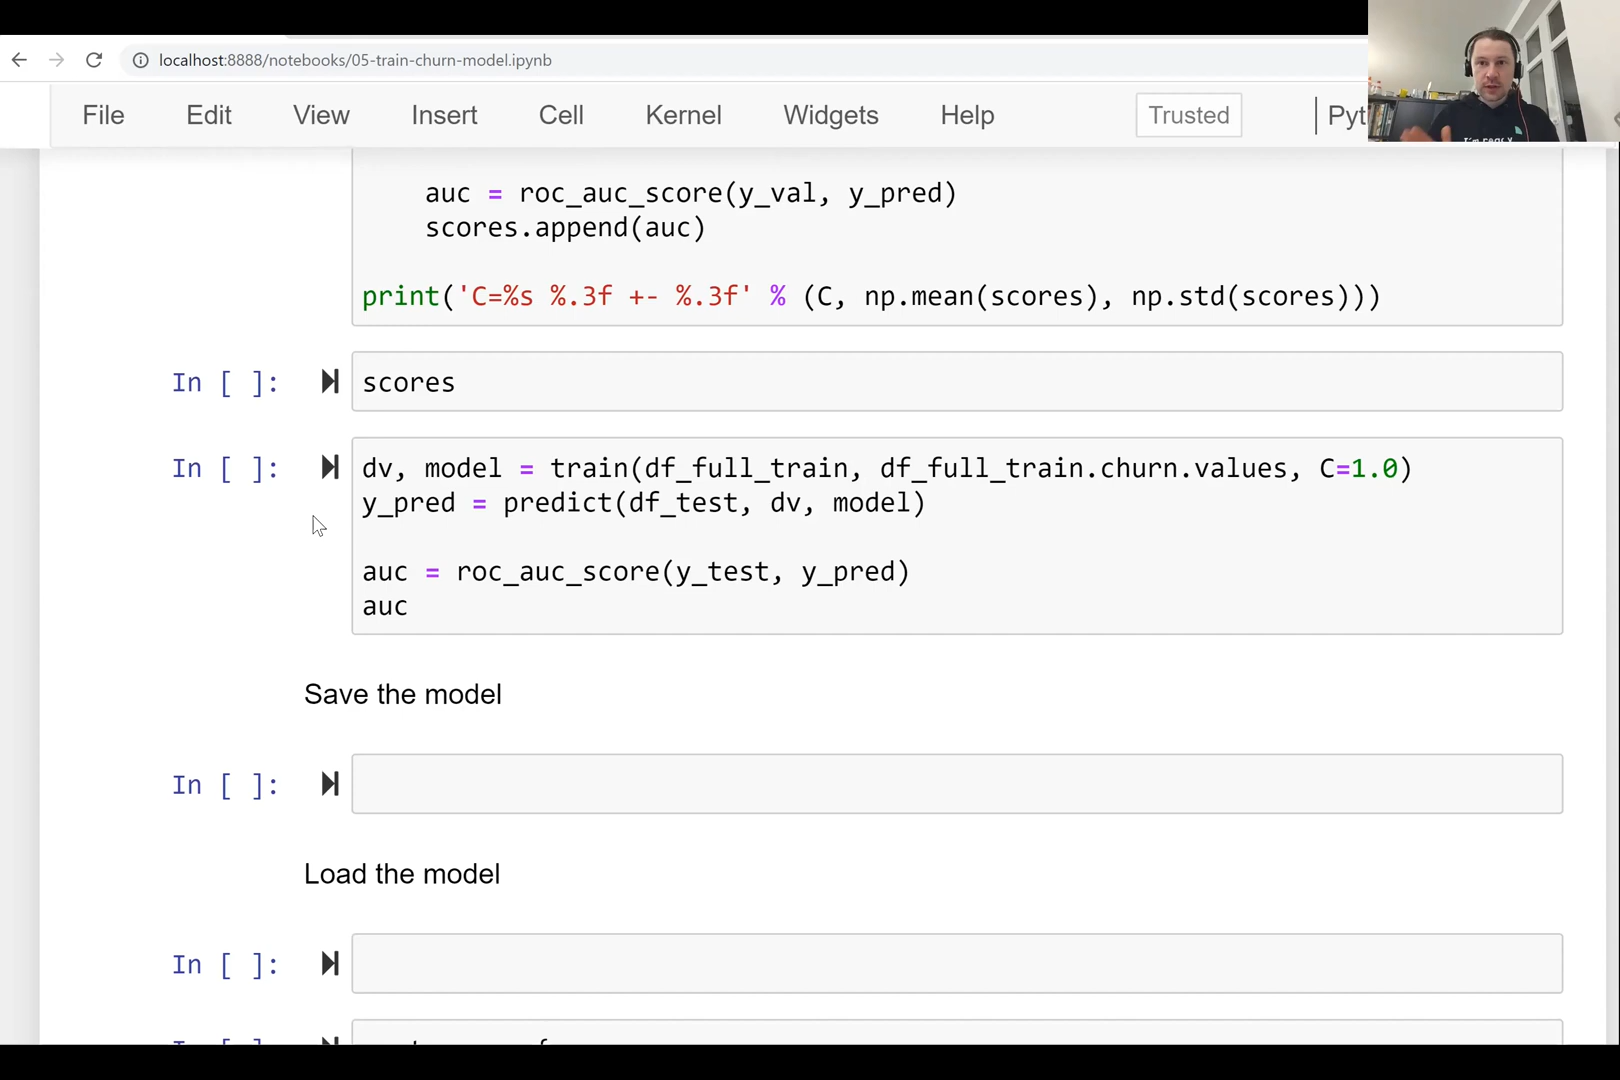 localhost:8888/notebooks/05-train-churn-model.ipynb
File Edit View Insert Cell Kernel Widgets Help Trusted
auc = roc_auc_score(y_val, y_pred)
scores.append(auc)
print('C=%s %.3f +- %.3f' % (C, np.mean(scores), np.std(scores)))
In [ ]: scores
In [ ]: dv, model = train(df_full_train, df_full_train.churn.values, C=1.0)
y_pred = predict(df_test, dv, model)
auc = roc_auc_score(y_test, y_pred)
auc
Save the model
In [ ]:
Load the model
In [ ]: